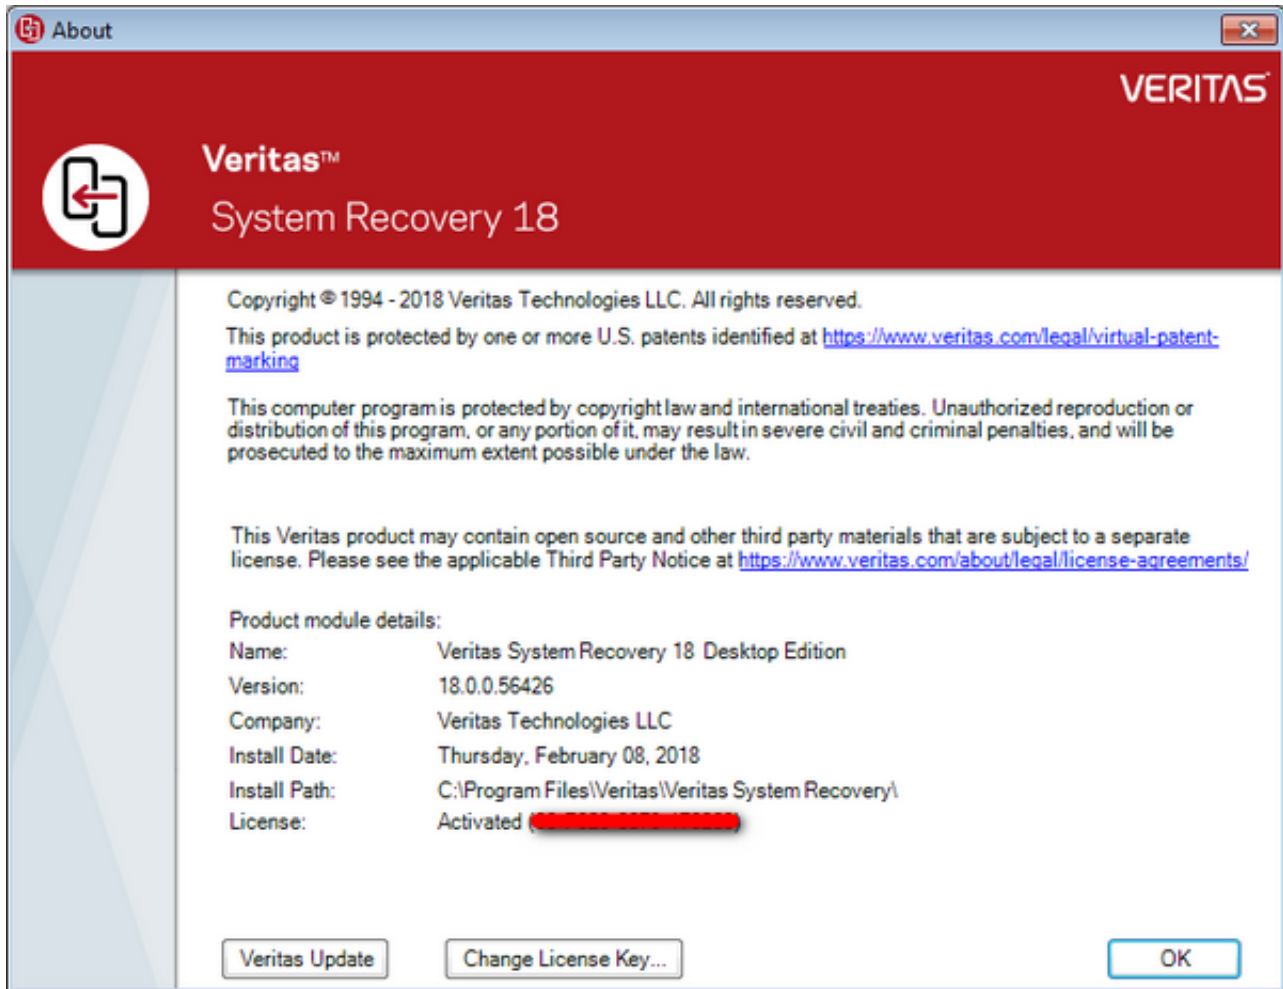 About
VERITAS
Veritas™
System Recovery 18
Copyright © 1994 - 2018 Veritas Technologies LLC. All rights reserved.
This product is protected by one or more U.S. patents identified at https://www.veritas.com/legal/virtual-patent-
marking
This computer program is protected by copyright law and international treaties. Unauthorized reproduction or
distribution of this program, or any portion of it, may result in severe civil and criminal penalties, and will be
prosecuted to the maximum extent possible under the law.
This Veritas product may contain open source and other third party materials that are subject to a separate
license. Please see the applicable Third Party Notice at https://www.veritas.com/about/legal/license-agreements/
Product module details:
Name: Veritas System Recovery 18 Desktop Edition
Version: 18.0.0.56426
Company: Veritas Technologies LLC
Install Date: Thursday, February 08, 2018
Install Path: C:\Program Files\Veritas\Veritas System Recovery\
License: Activated
Veritas Update Change License Key... OK